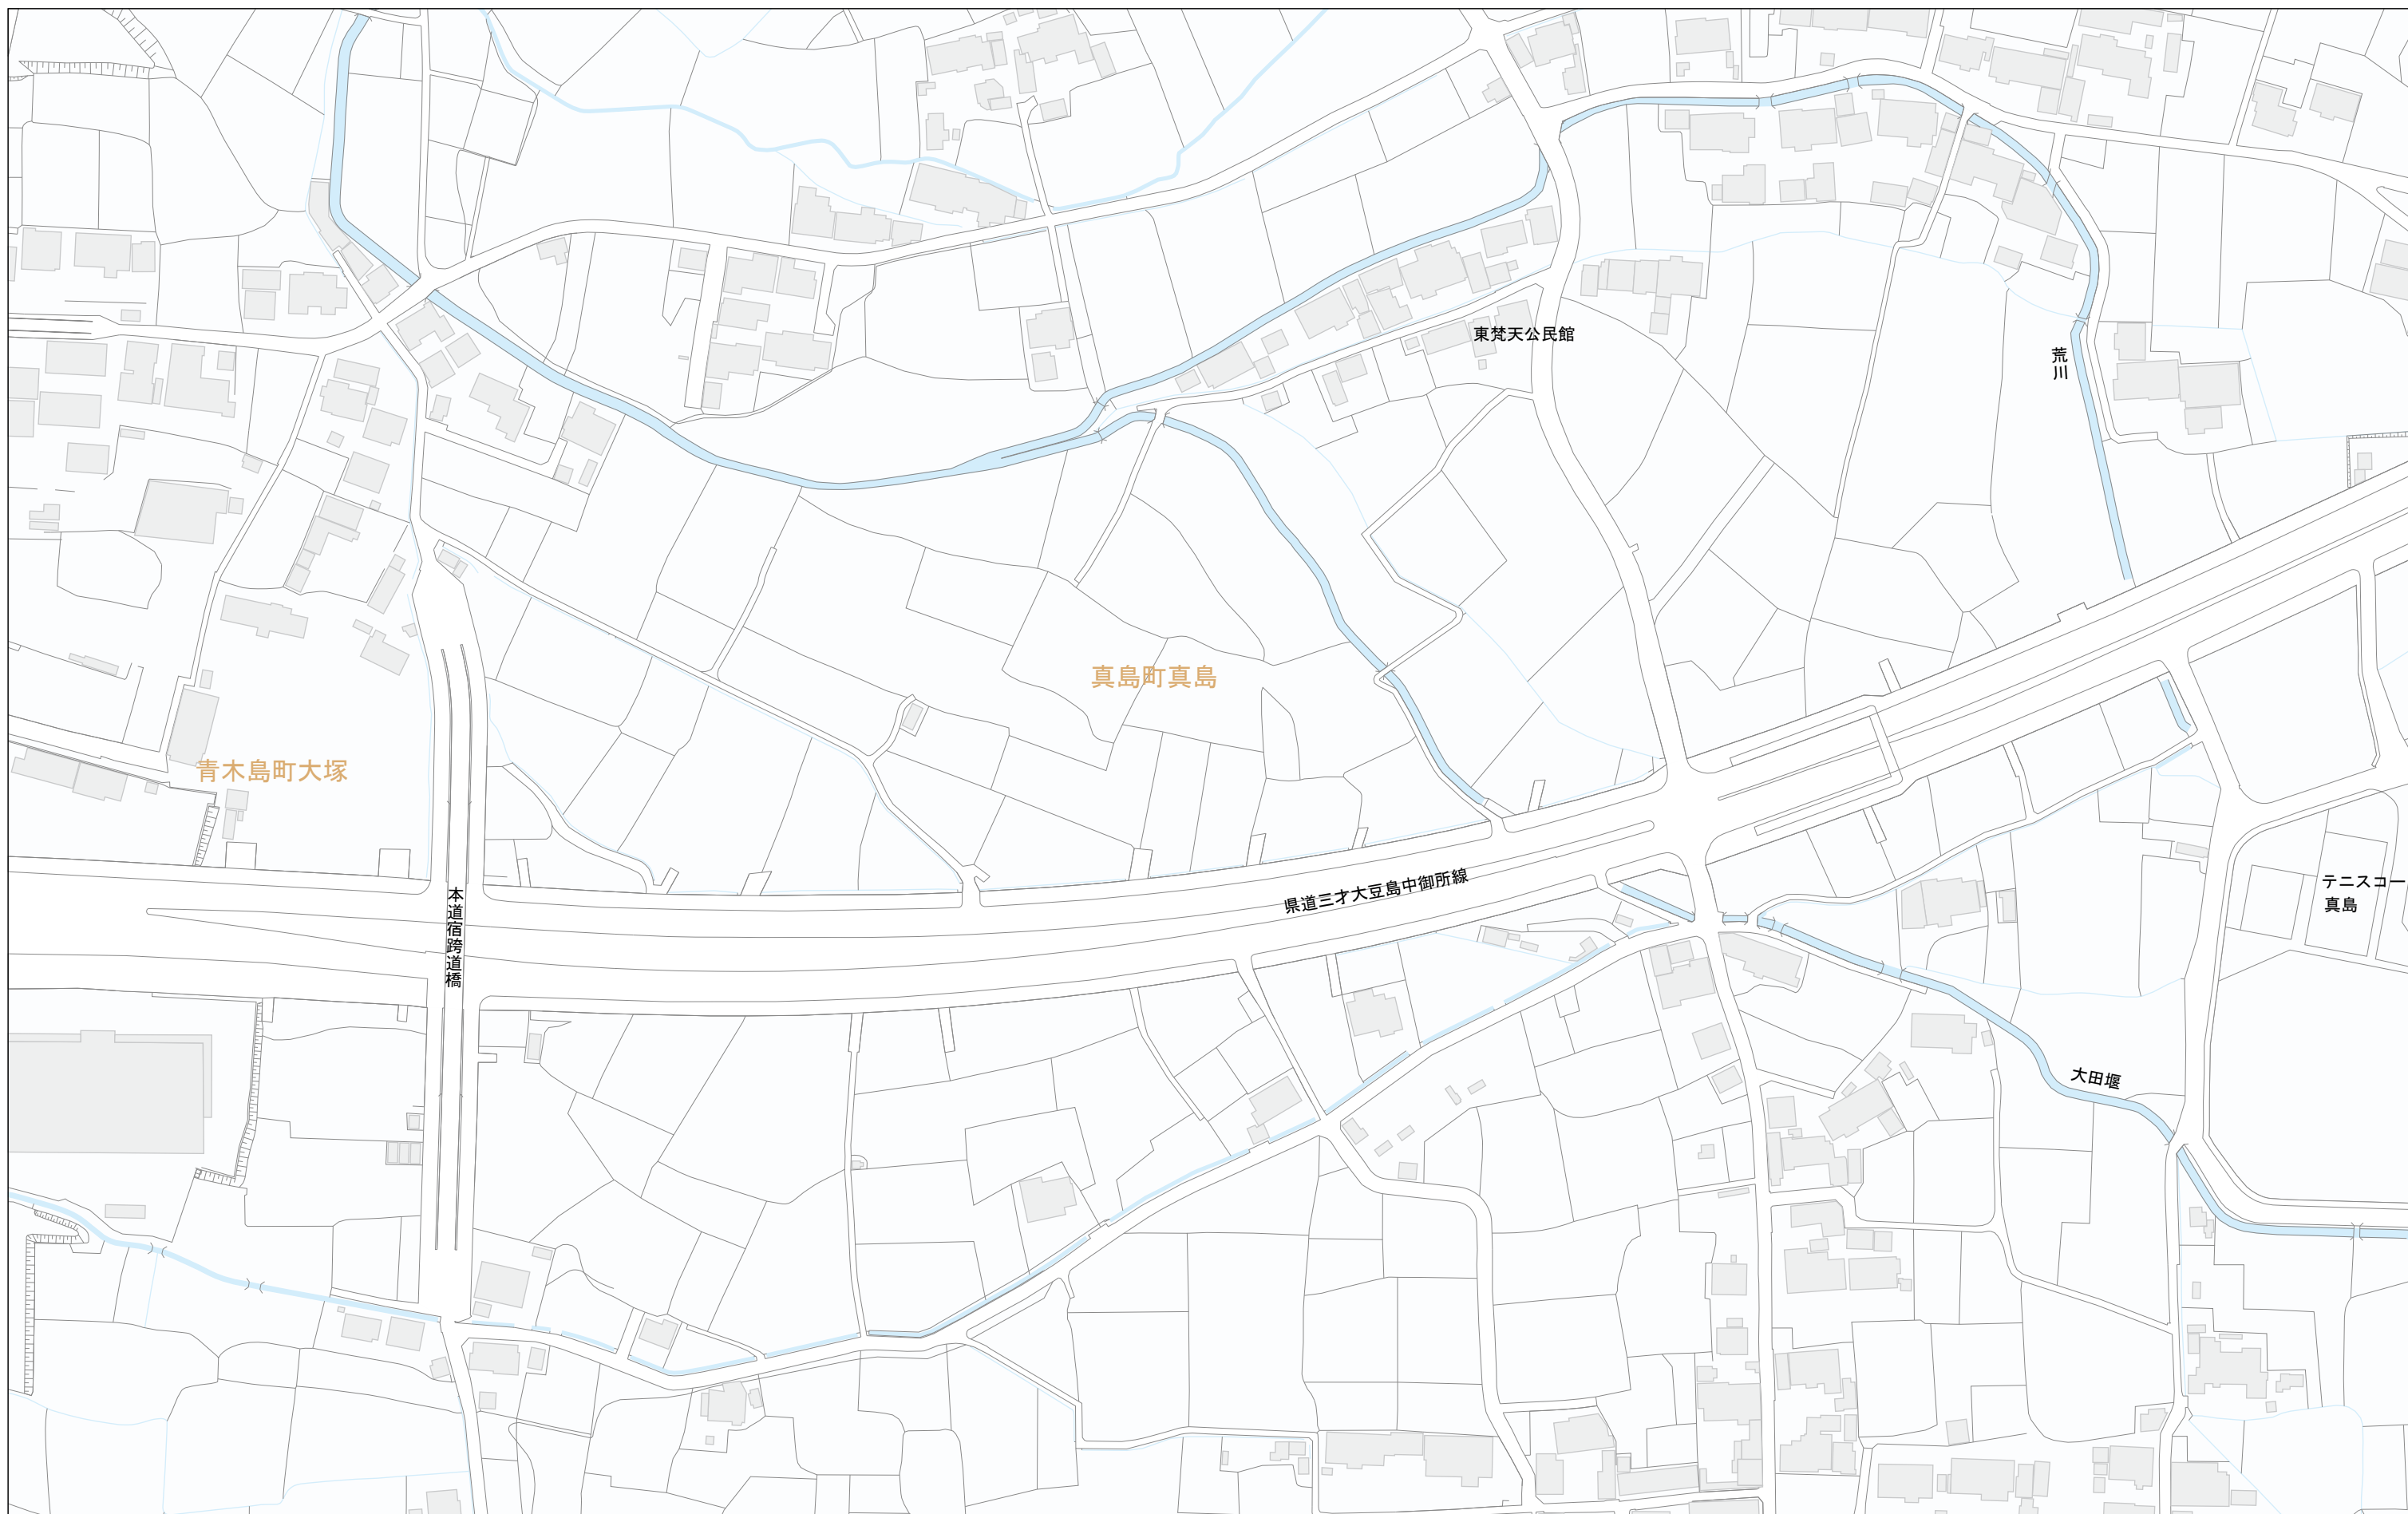 東梵天公民館
荒川
真島町真島
青木島町大塚
テニスコー
真島
県道三才大豆島中御所線
本道宿跨道橋
大田堰